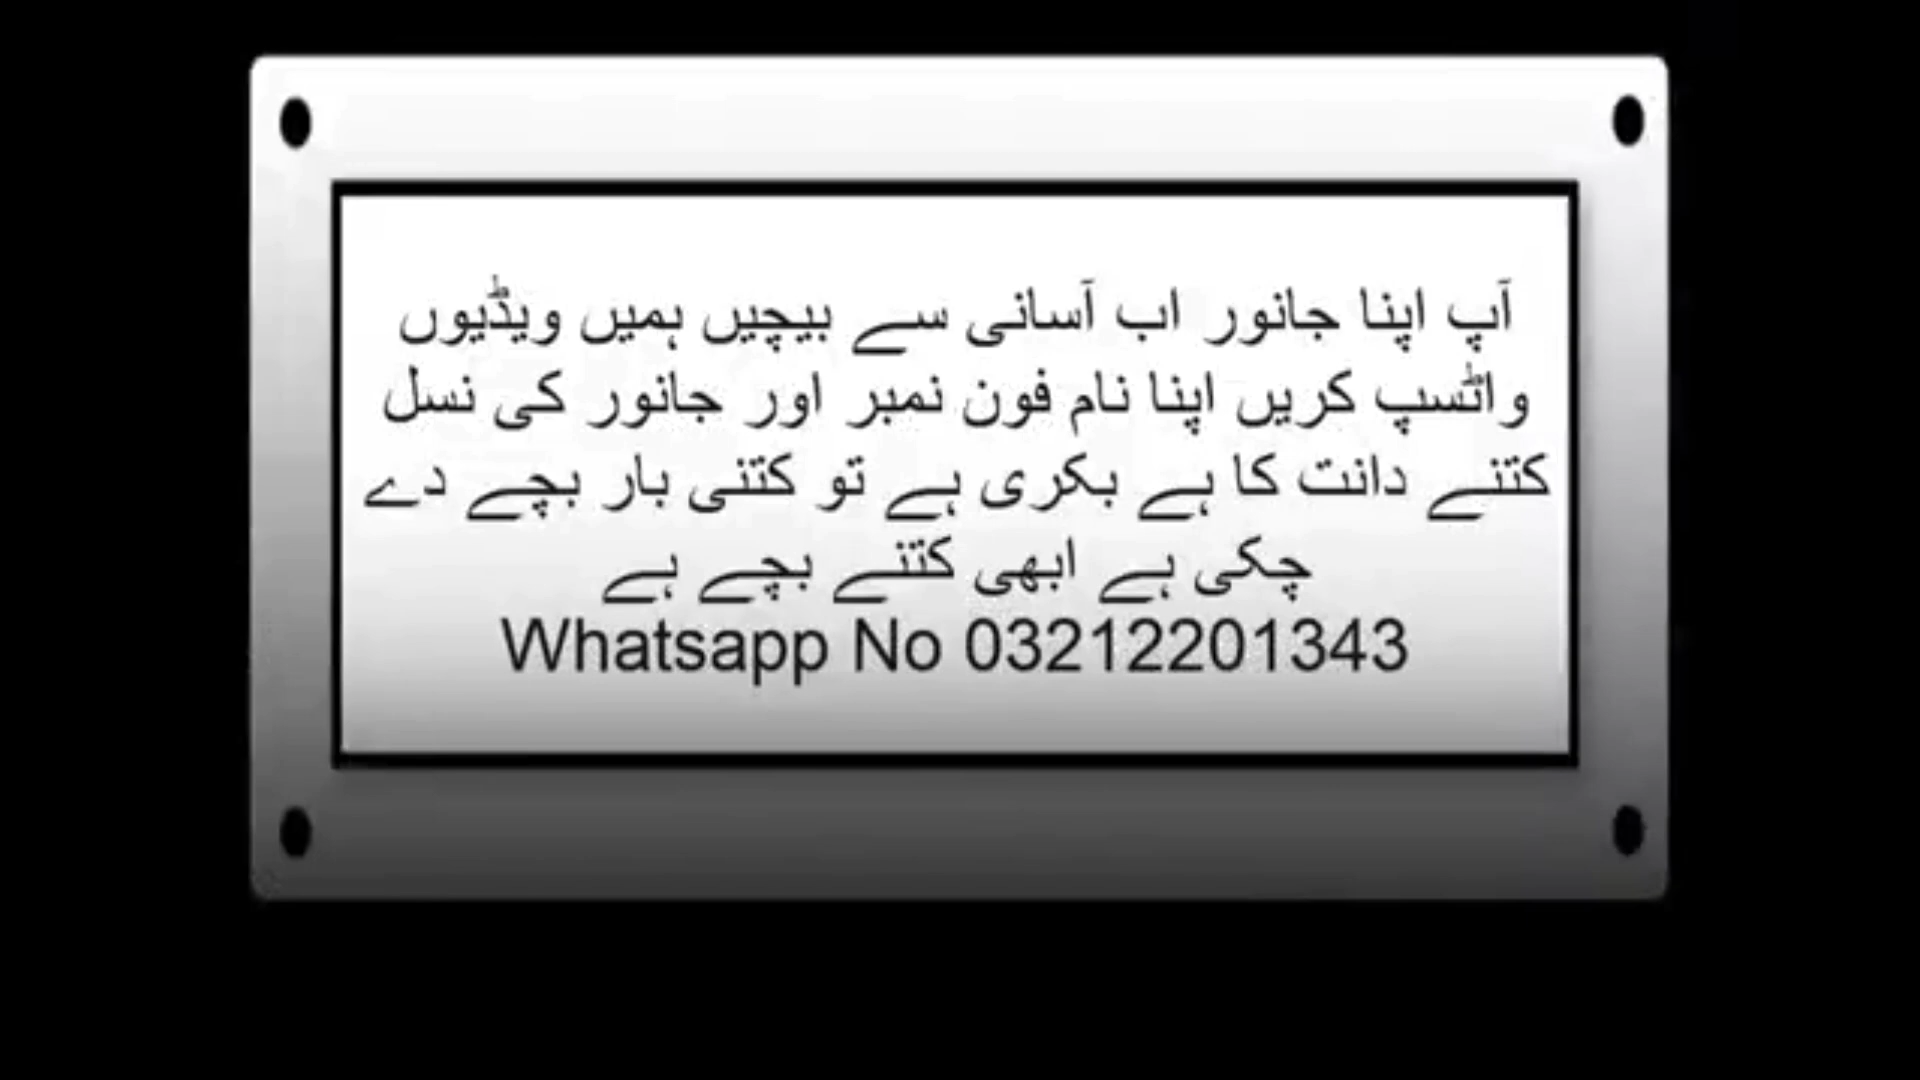 آپ اپنا جانور اب آسانی سے بیچیں ہمیں ویڈیوں
واٹسپ کریں اپنا نام فون نمبر اور جانور کی نسل
کتنے دانت کا ہے بکری ہے تو کتنی بار بچے دے
چکی ہے ابھی کتنے بچے ہے
Whatsapp No 03212201343